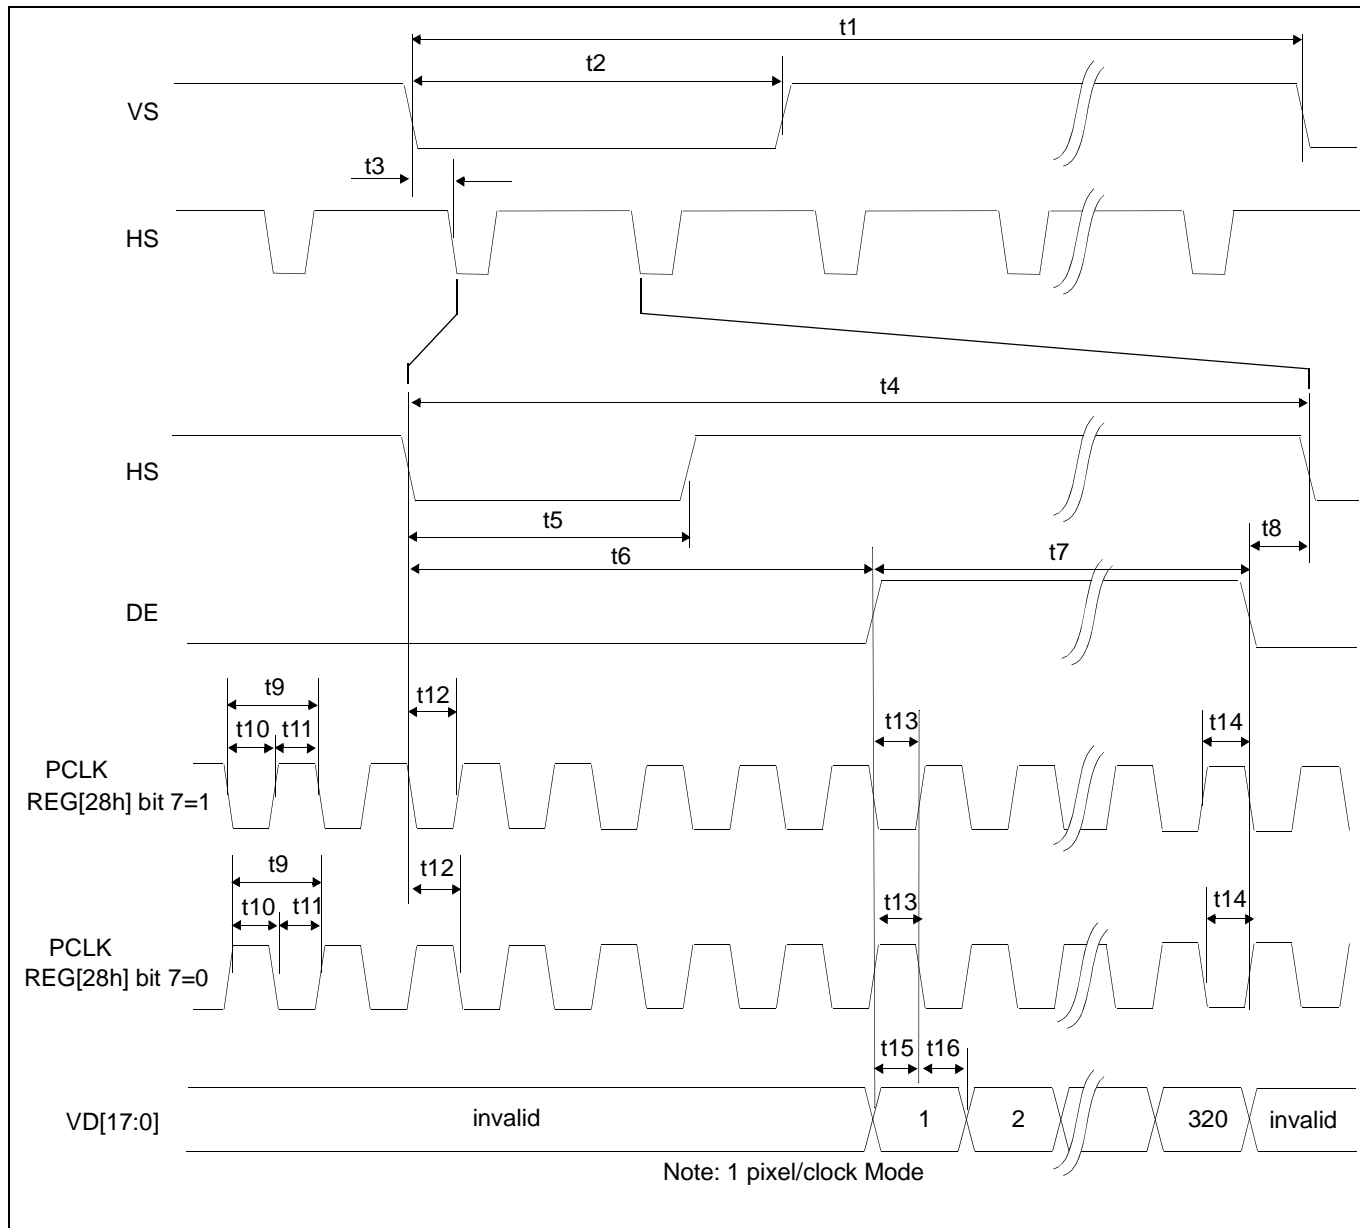 t1
t2
VS
t3
HS
t4
HS
t5
t8
t6
t7
DE
t9
t12
t10
t11
t13
t14
PCLK
REG[28h] bit 7=1
t9
t12
t10
t11
t13
t14
PCLK
REG[28h] bit 7=0
t15
t16
VD[17:0]
invalid
1
2
320
invalid
Note: 1 pixel/clock Mode